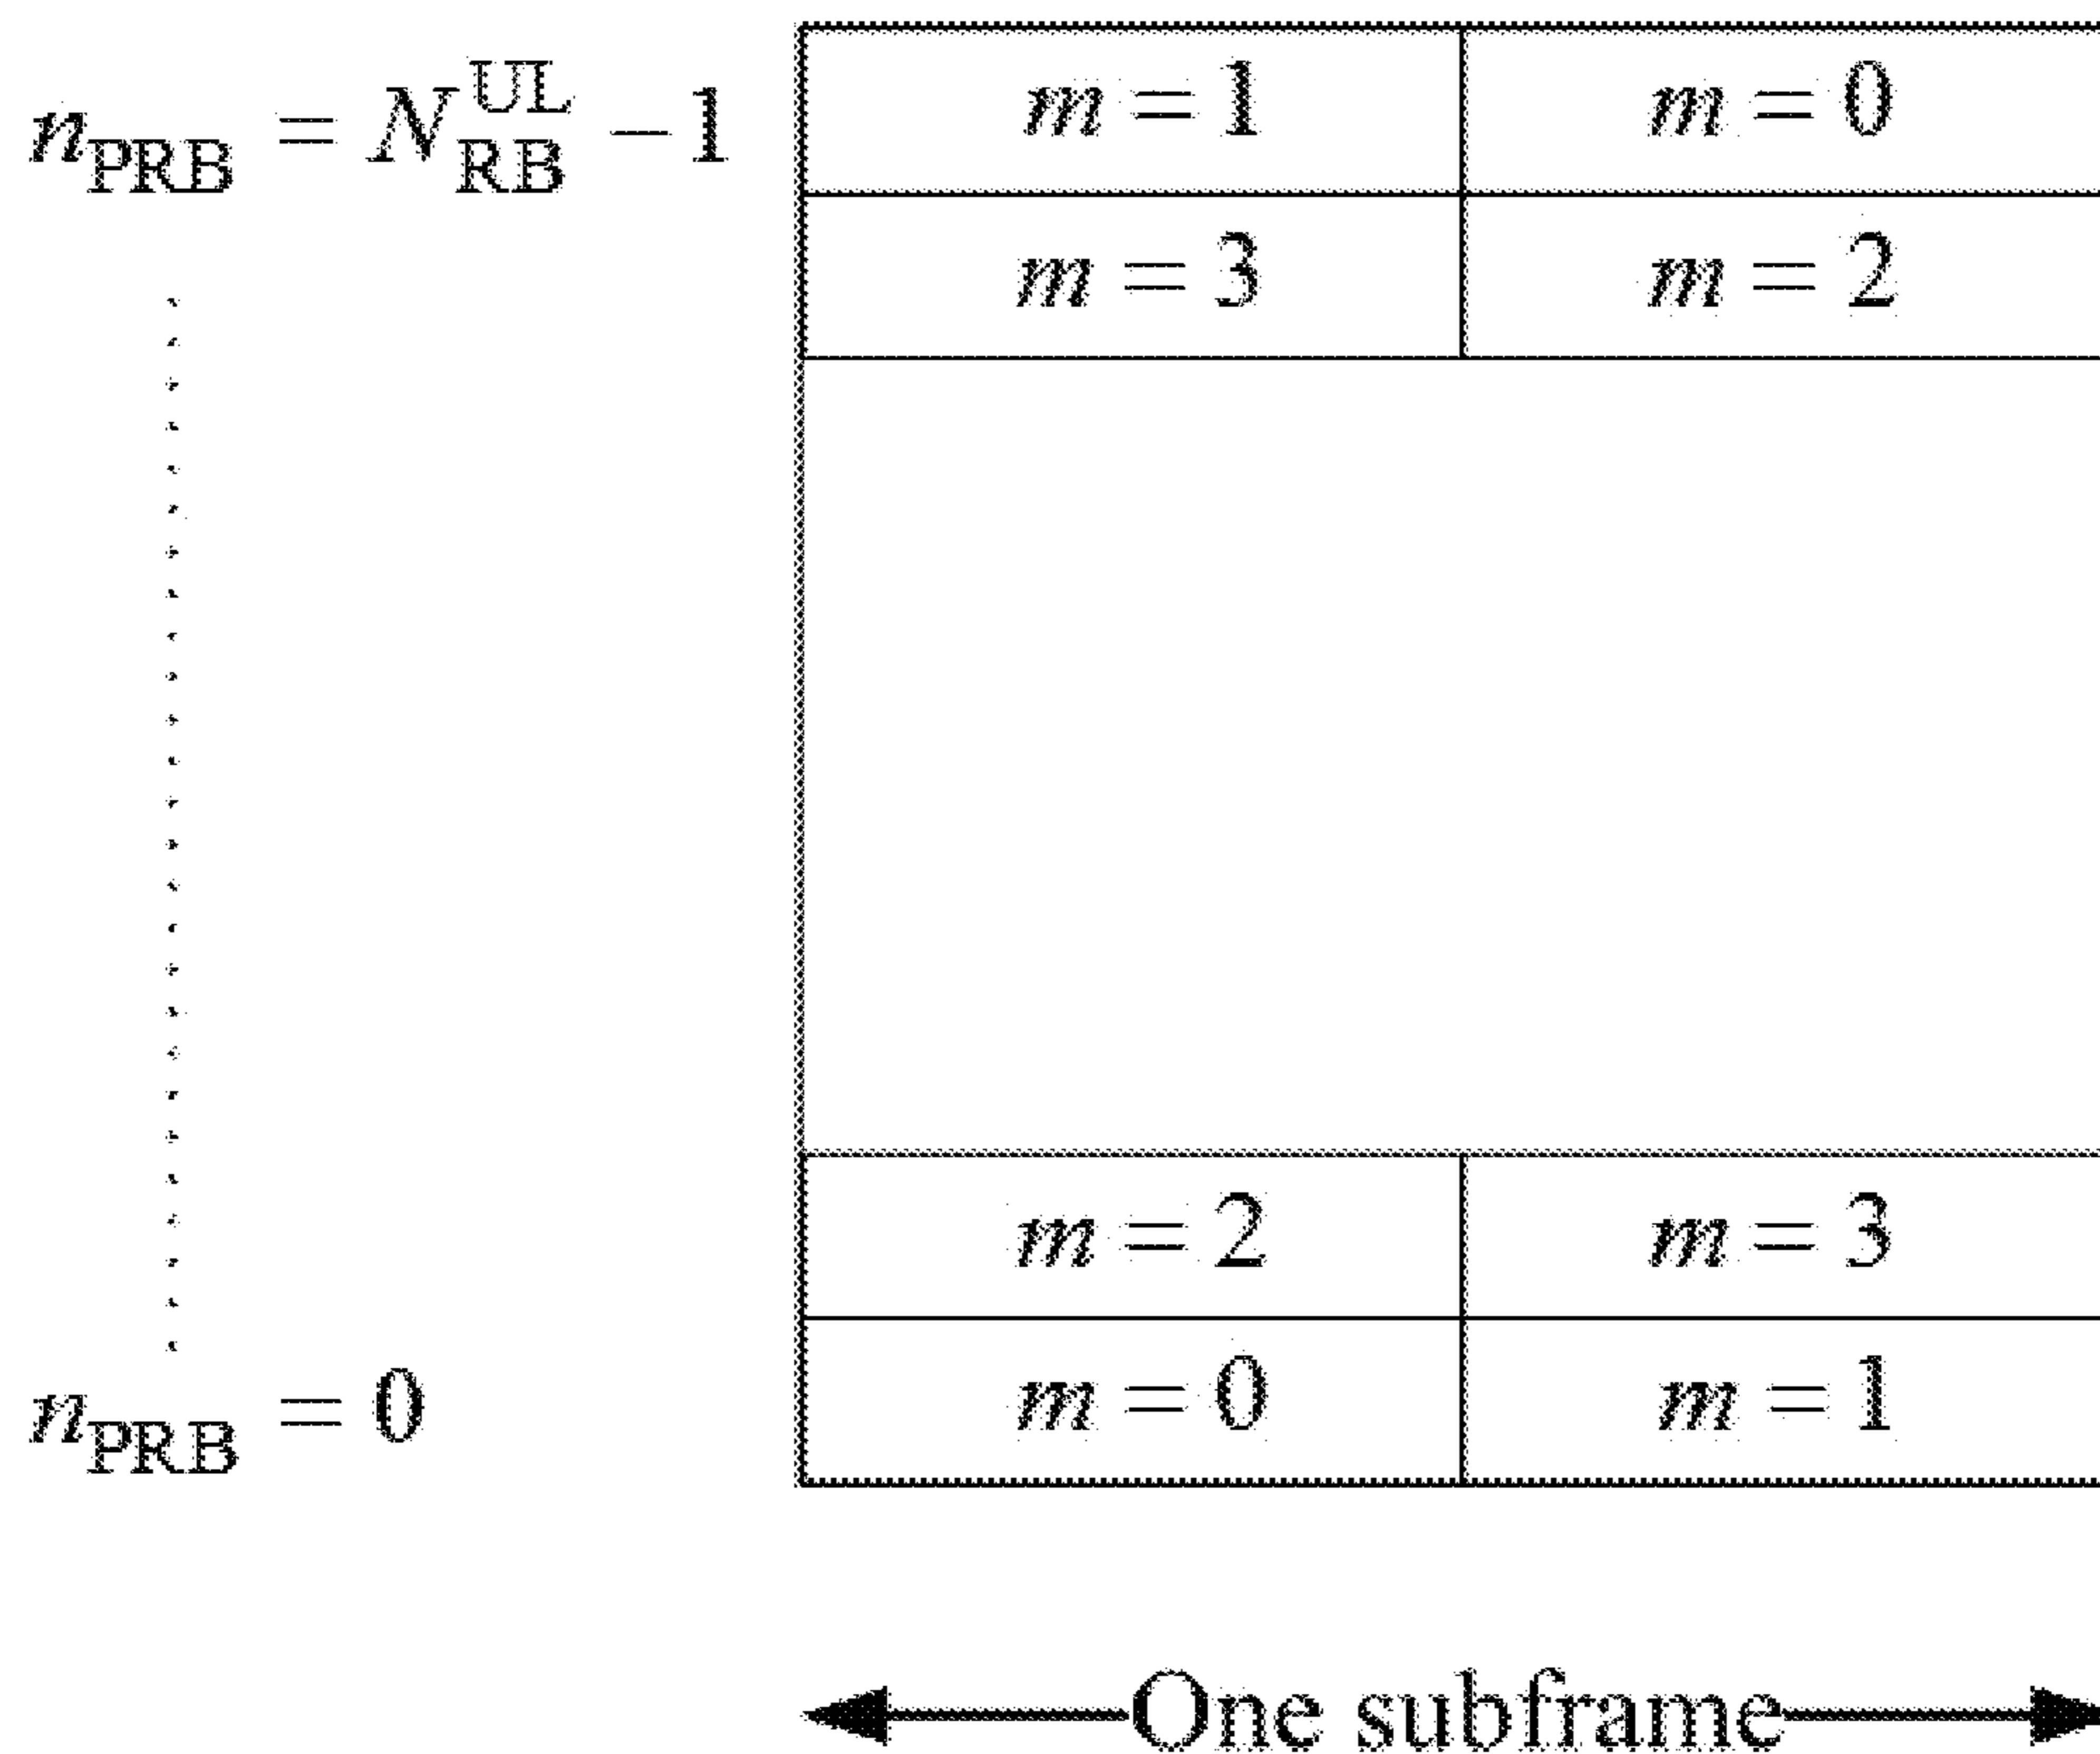 n_PRB = N_RB^UL − 1 m = 1 m = 0
m = 3 m = 2
m = 2 m = 3
n_PRB = 0 m = 0 m = 1
One subframe